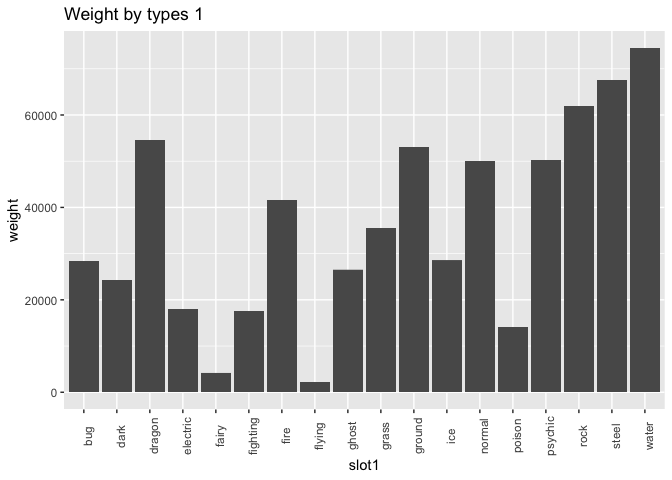 Weight by types 1
weight
60000
40000
20000
0
bug
dark
dragon
electric
fairy
fighting
fire
flying
ghost
grass
ground
ice
normal
poison
psychic
rock
steel
water
slot1